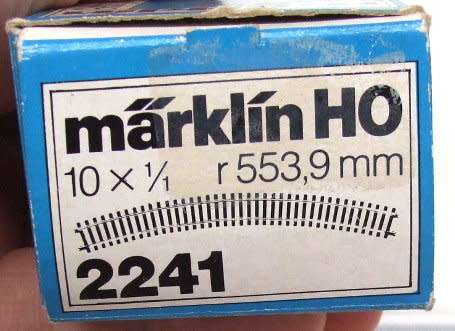 märklin HO
10 × 1/1 r 553,9 mm
2241